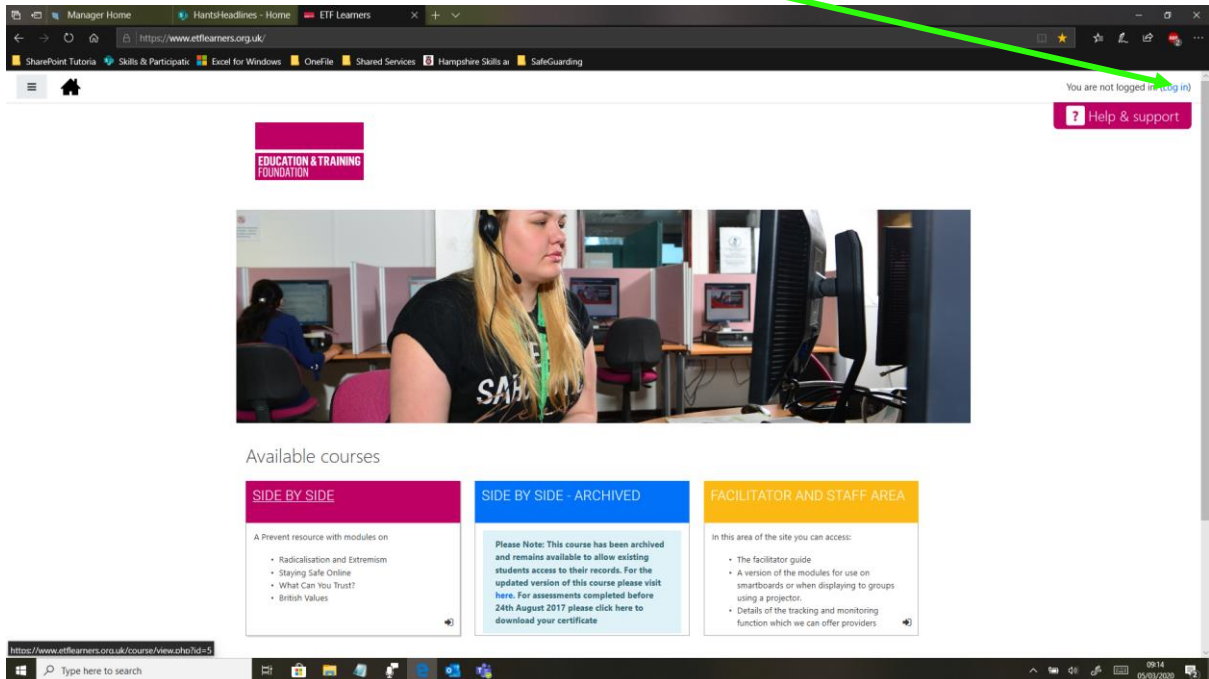 Manager Home
HantsHeadlines - Home
ETF Learners
https://www.etflearners.org.uk/
SharePoint Tutoria
Skills & Participatic
Excel for Windows
OneFile
Shared Services
Hampshire Skills ar
SafeGuarding
You are not logged in. (Log in)
? Help & support
EDUCATION & TRAINING
FOUNDATION
Available courses
SIDE BY SIDE
A Prevent resource with modules on
• Radicalisation and Extremism
• Staying Safe Online
• What Can You Trust?
• British Values
SIDE BY SIDE - ARCHIVED
Please Note: This course has been archived
and remains available to allow existing
students access to their records. For the
updated version of this course please visit
here. For assessments completed before
24th August 2017 please click here to
download your certificate
FACILITATOR AND STAFF AREA
In this area of the site you can access:
• The facilitator guide
• A version of the modules for use on
smartboards or when displaying to groups
using a projector.
• Details of the tracking and monitoring
function which we can offer providers
https://www.etflearners.org.uk/course/view.php?id=5
Type here to search
09:14
05/03/2020